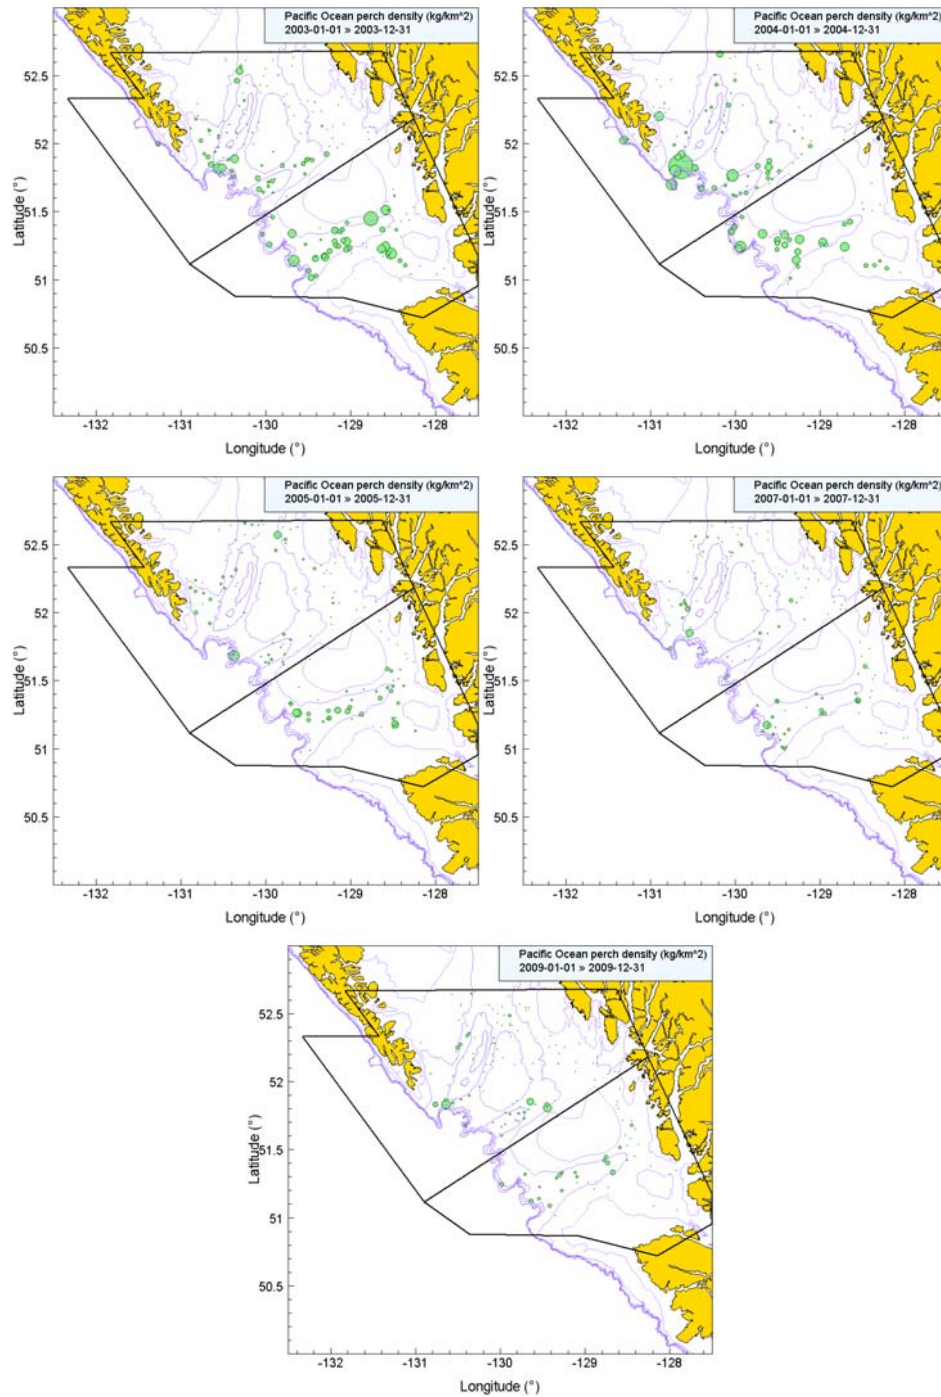 Pacific Ocean perch density (kg/km^2)
2003-01-01 » 2003-12-31
52.5
52
51.5
51
50.5
Latitude (°)
-132
-131
-130
-129
-128
Longitude (°)
Pacific Ocean perch density (kg/km^2)
2004-01-01 » 2004-12-31
52.5
52
51.5
51
50.5
Latitude (°)
-132
-131
-130
-129
-128
Longitude (°)
Pacific Ocean perch density (kg/km^2)
2005-01-01 » 2005-12-31
52.5
52
51.5
51
50.5
Latitude (°)
-132
-131
-130
-129
-128
Longitude (°)
Pacific Ocean perch density (kg/km^2)
2007-01-01 » 2007-12-31
52.5
52
51.5
51
50.5
Latitude (°)
-132
-131
-130
-129
-128
Longitude (°)
Pacific Ocean perch density (kg/km^2)
2009-01-01 » 2009-12-31
52.5
52
51.5
51
50.5
Latitude (°)
-132
-131
-130
-129
-128
Longitude (°)